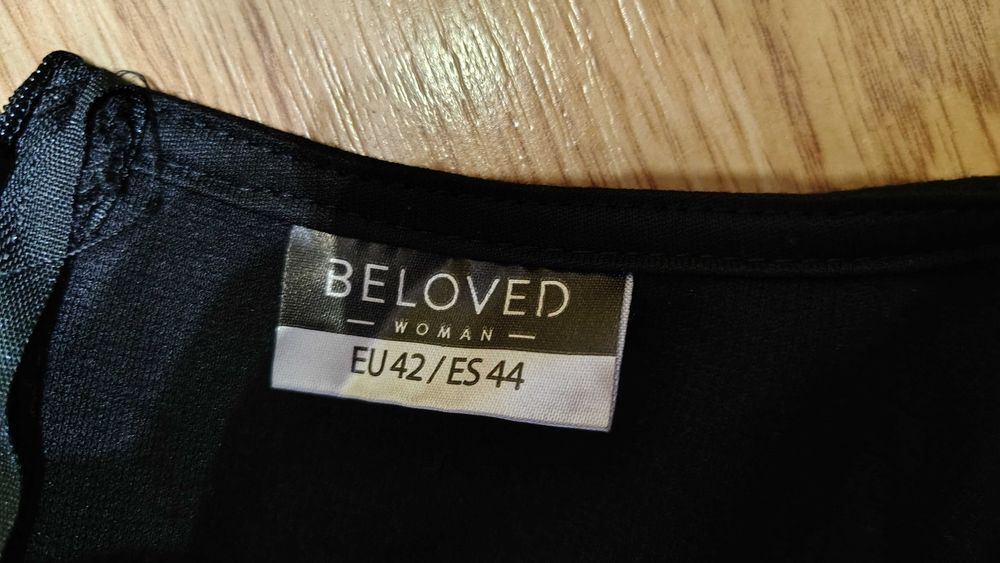 BELOVED
— WOMAN —
EU 42 / ES 44